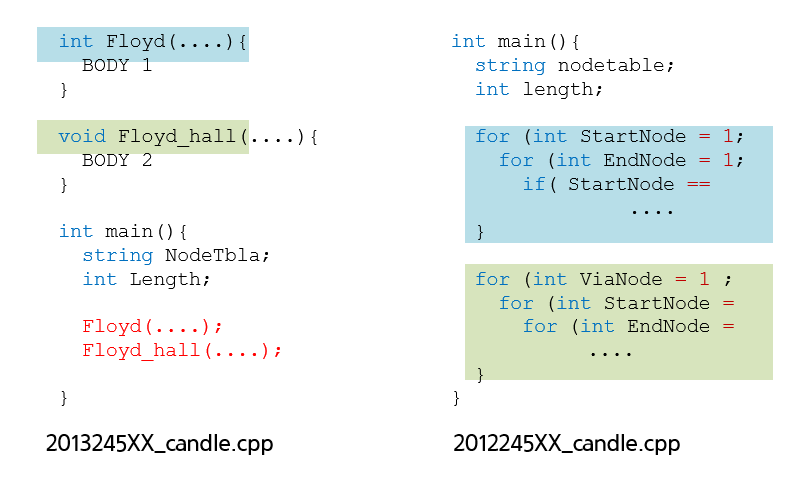 int Floyd(....){
BODY 1
}
void Floyd_hall(....){
BODY 2
}
int main(){
string NodeTbla;
int Length;
Floyd(....);
Floyd_hall(....);
}
2013245XX_candle.cpp
int main(){
string nodetable;
int length;
for (int StartNode = 1;
for (int EndNode = 1;
if( StartNode ==
....
}
for (int ViaNode = 1 ;
for (int StartNode =
for (int EndNode =
....
}
}
2012245XX_candle.cpp